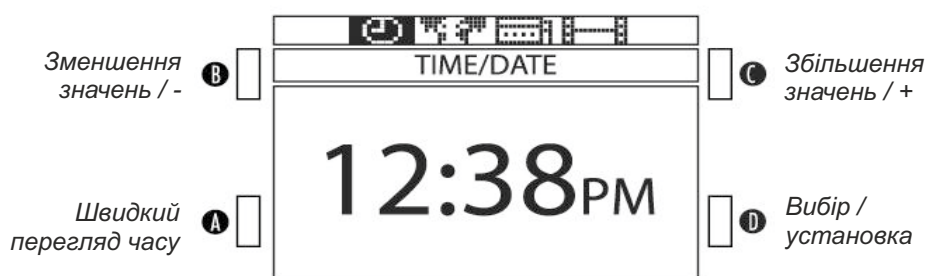 TIME/DATE
Зменшення
значень / -
B
C
Збільшення
значень / +
12:38PM
Швидкий
перегляд часу
A
D
Вибір /
установка